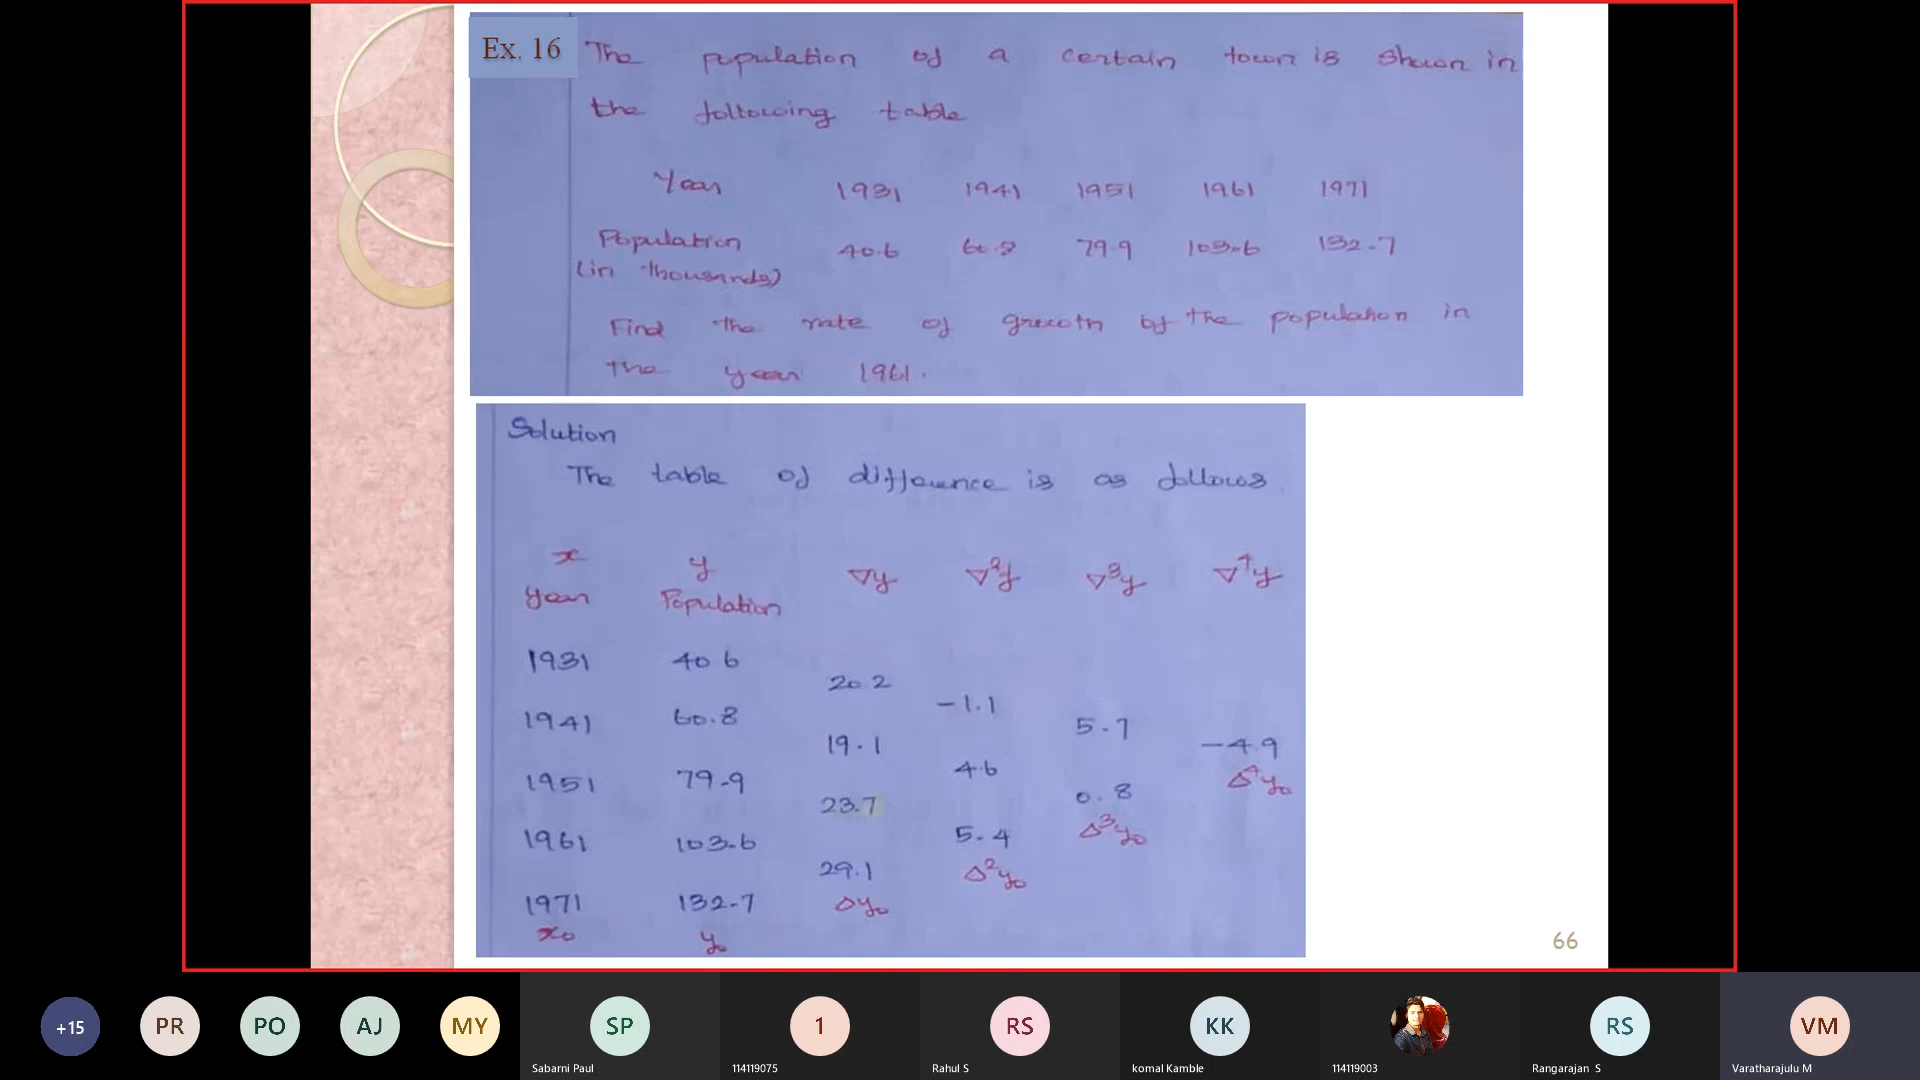 Ex. 16 The population of a certain town is shown in
the following table
Year 1931 1941 1951 1961 1971
Population 40.6 60.8 79.9 103.6 132.7
(in thousands)
Find the rate of growth of the population in
the year 1961.
Solution
The table of difference is as follows.
x y ∇y ∇²y ∇³y ∇⁴y
year Population
1931 40.6
20.2
-1.1
1941 60.8
5.7
19.1
-4.9
4.6
Δ⁴y₀
1951 79.9
0.8
23.7
Δ³y₀
5.4
1961 103.6
29.1
Δ²y₀
1971 132.7
Δy₀
x₀ y₀
66
+15 PR PO AJ MY SP 1 RS KK RS VM
Sabarni Paul 114119075 Rahul S komal Kamble 114119003 Rangarajan S Varatharajulu M